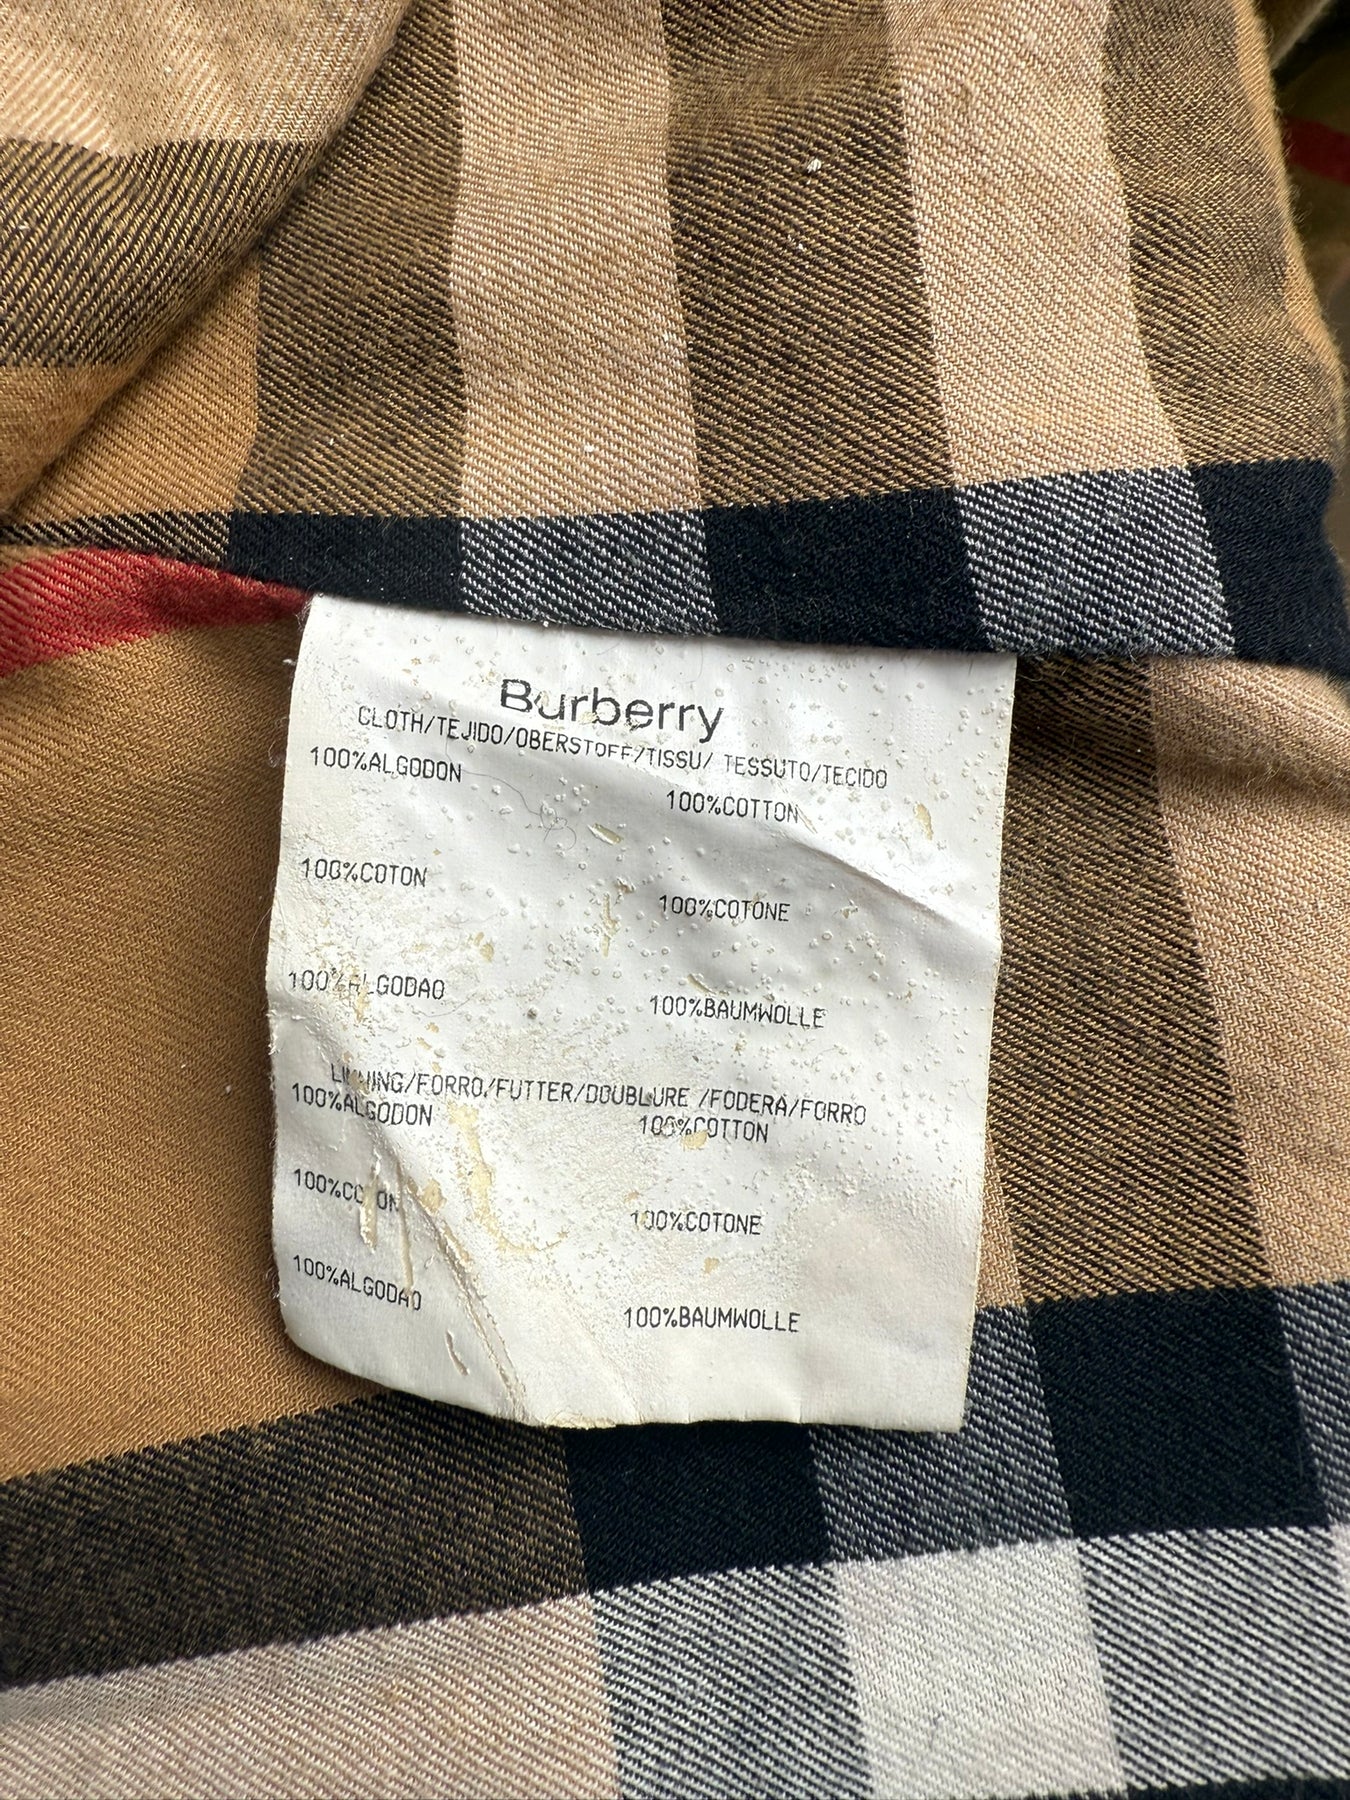 Burberry
CLOTH/TEJIDO/OBERSTOFF/TISSU/ TESSUTO/TECIDO
100%ALGODON
100%COTTON
100%COTON
100%COTONE
100%ALGODAO
100%BAUMWOLLE
/FORRO/FUTTER/DOUBLURE /FODERA/FORRO
100%ALGODON
100%COTTON
100%COTON
100%COTONE
100%ALGODAO
100%BAUMWOLLE